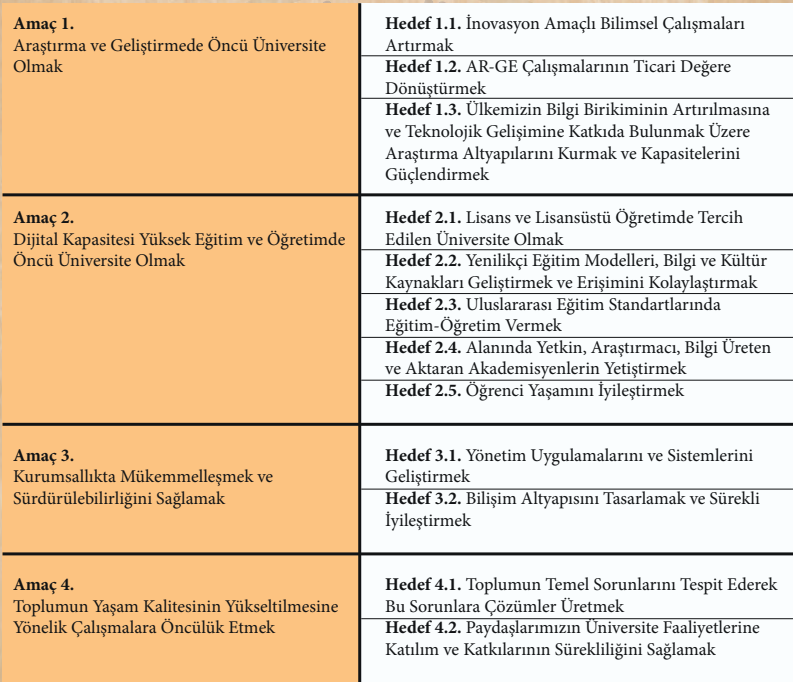 Amaç 1.
Araştırma ve Geliştirmede Öncü Üniversite
Olmak
Hedef 1.1. İnovasyon Amaçlı Bilimsel Çalışmaları
Artırmak
Hedef 1.2. AR-GE Çalışmalarının Ticari Değere
Dönüştürmek
Hedef 1.3. Ülkemizin Bilgi Birikiminin Artırılmasına
ve Teknolojik Gelişimine Katkıda Bulunmak Üzere
Araştırma Altyapılarını Kurmak ve Kapasitelerini
Güçlendirmek
Amaç 2.
Dijital Kapasitesi Yüksek Eğitim ve Öğretimde
Öncü Üniversite Olmak
Hedef 2.1. Lisans ve Lisansüstü Öğretimde Tercih
Edilen Üniversite Olmak
Hedef 2.2. Yenilikçi Eğitim Modelleri, Bilgi ve Kültür
Kaynakları Geliştirmek ve Erişimini Kolaylaştırmak
Hedef 2.3. Uluslararası Eğitim Standartlarında
Eğitim-Öğretim Vermek
Hedef 2.4. Alanında Yetkin, Araştırmacı, Bilgi Üreten
ve Aktaran Akademisyenlerin Yetiştirmek
Hedef 2.5. Öğrenci Yaşamını İyileştirmek
Amaç 3.
Kurumsallıkta Mükemmelleşmek ve
Sürdürülebilirliğini Sağlamak
Hedef 3.1. Yönetim Uygulamalarını ve Sistemlerini
Geliştirmek
Hedef 3.2. Bilişim Altyapısını Tasarlamak ve Sürekli
İyileştirmek
Amaç 4.
Toplumun Yaşam Kalitesinin Yükseltilmesine
Yönelik Çalışmalara Öncülük Etmek
Hedef 4.1. Toplumun Temel Sorunlarını Tespit Ederek
Bu Sorunlara Çözümler Üretmek
Hedef 4.2. Paydaşlarımızın Üniversite Faaliyetlerine
Katılım ve Katkılarının Sürekliliğini Sağlamak